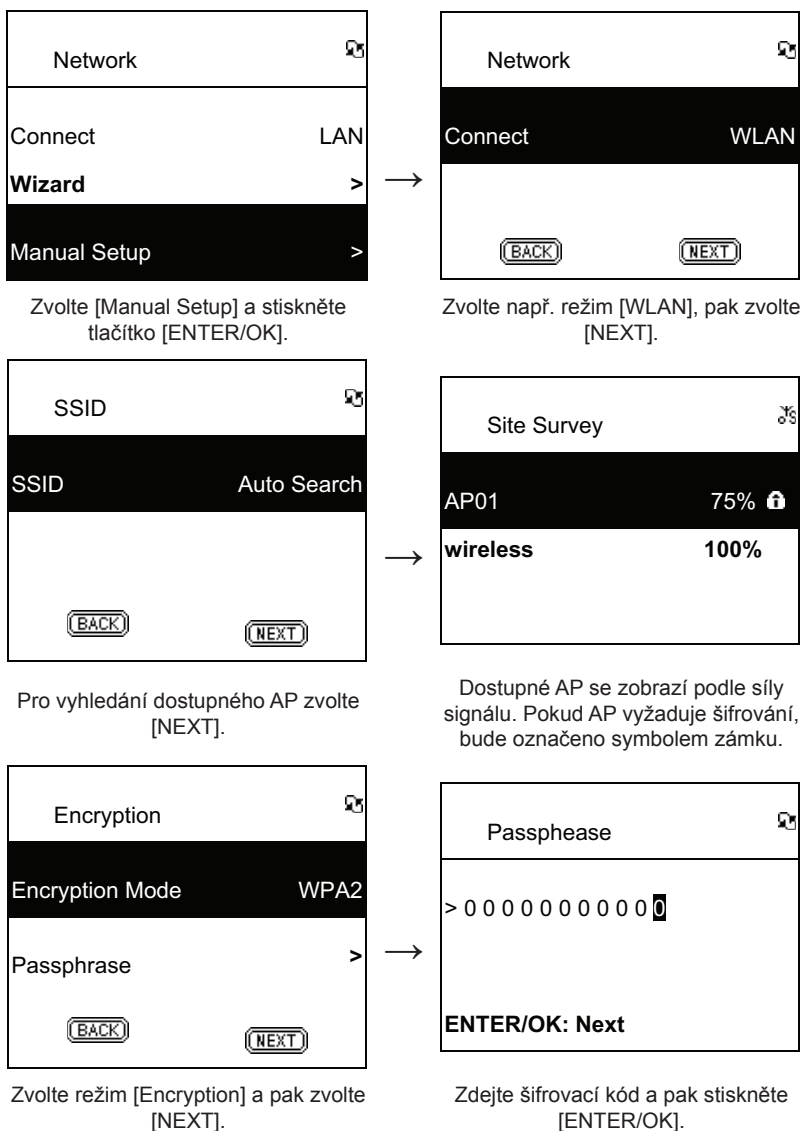 Network
Connect LAN
Wizard >
Manual Setup >
Zvolte [Manual Setup] a stiskněte
tlačítko [ENTER/OK].
Network
Connect WLAN
BACK NEXT
Zvolte např. režim [WLAN], pak zvolte
[NEXT].
SSID
SSID Auto Search
BACK NEXT
Pro vyhledání dostupného AP zvolte
[NEXT].
Site Survey
AP01 75%
wireless 100%
Dostupné AP se zobrazí podle síly
signálu. Pokud AP vyžaduje šifrování,
bude označeno symbolem zámku.
Encryption
Encryption Mode WPA2
Passphrase >
BACK NEXT
Zvolte režim [Encryption] a pak zvolte
[NEXT].
Passphease
> 0 0 0 0 0 0 0 0 0 0 0
ENTER/OK: Next
Zdejte šifrovací kód a pak stiskněte
[ENTER/OK].